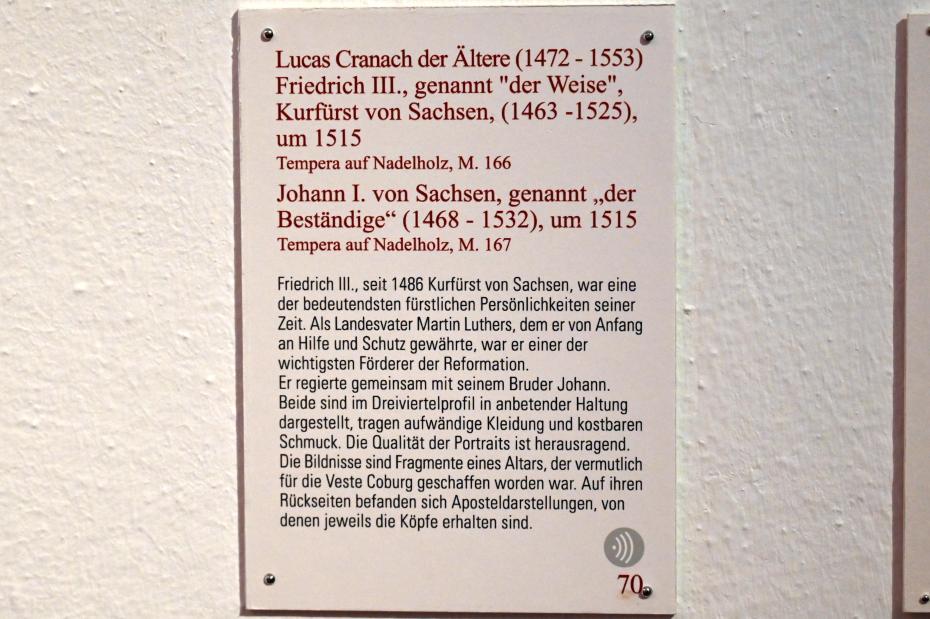 Lucas Cranach der Ältere (1472 - 1553)
Friedrich III., genannt "der Weise",
Kurfürst von Sachsen, (1463 -1525),
um 1515
Tempera auf Nadelholz, M. 166
Johann I. von Sachsen, genannt „der
Beständige“ (1468 - 1532), um 1515
Tempera auf Nadelholz, M. 167
Friedrich III., seit 1486 Kurfürst von Sachsen, war eine
der bedeutendsten fürstlichen Persönlichkeiten seiner
Zeit. Als Landesvater Martin Luthers, dem er von Anfang
an Hilfe und Schutz gewährte, war er einer der
wichtigsten Förderer der Reformation.
Er regierte gemeinsam mit seinem Bruder Johann.
Beide sind im Dreiviertelprofil in anbetender Haltung
dargestellt, tragen aufwändige Kleidung und kostbaren
Schmuck. Die Qualität der Portraits ist herausragend.
Die Bildnisse sind Fragmente eines Altars, der vermutlich
für die Veste Coburg geschaffen worden war. Auf ihren
Rückseiten befanden sich Aposteldarstellungen, von
denen jeweils die Köpfe erhalten sind.
70